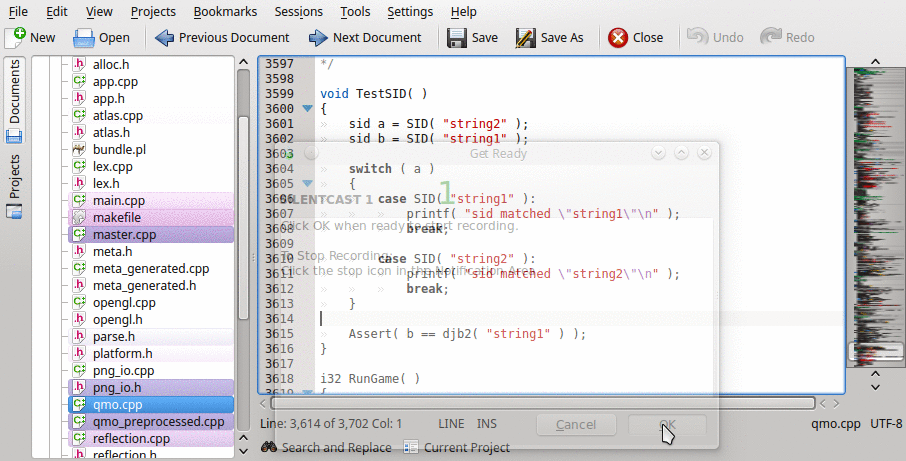 File Edit View Projects Bookmarks Sessions Tools Settings Help
New Open Previous Document Next Document Save Save As Close Undo Redo
Documents
Projects
alloc.h
app.cpp
app.h
atlas.cpp
atlas.h
bundle.pl
lex.cpp
lex.h
main.cpp
makefile
master.cpp
meta.h
meta_generated.cpp
meta_generated.h
opengl.cpp
opengl.h
parse.h
platform.h
png_io.cpp
png_io.h
qmo.cpp
qmo_preprocessed.cpp
reflection.cpp
reflection.h
3597 */
3598
3599 void TestSID( )
3600 {
3601 » sid a = SID( "string2" );
3602 » sid b = SID( "string1" );
3603
3604 » switch ( a )
3605 » {
3606 » » case SID( "string1" ):
3607 » » » printf( "sid matched \"string1\"\n" );
3608 » » » break;
3609
3610 » » case SID( "string2" ):
3611 » » » printf( "sid matched \"string2\"\n" );
3612 » » » break;
3613 » }
3614
3615 » Assert( b == djb2( "string1" ) );
3616 }
3617
3618 i32 RunGame( )
3619 {
Get Ready
SILENTCAST 1
1
Click OK when ready to start recording.
To Stop Recording
Click the stop icon in the Notification Area
Cancel OK
Line: 3,614 of 3,702 Col: 1 LINE INS qmo.cpp UTF-8
Search and Replace Current Project